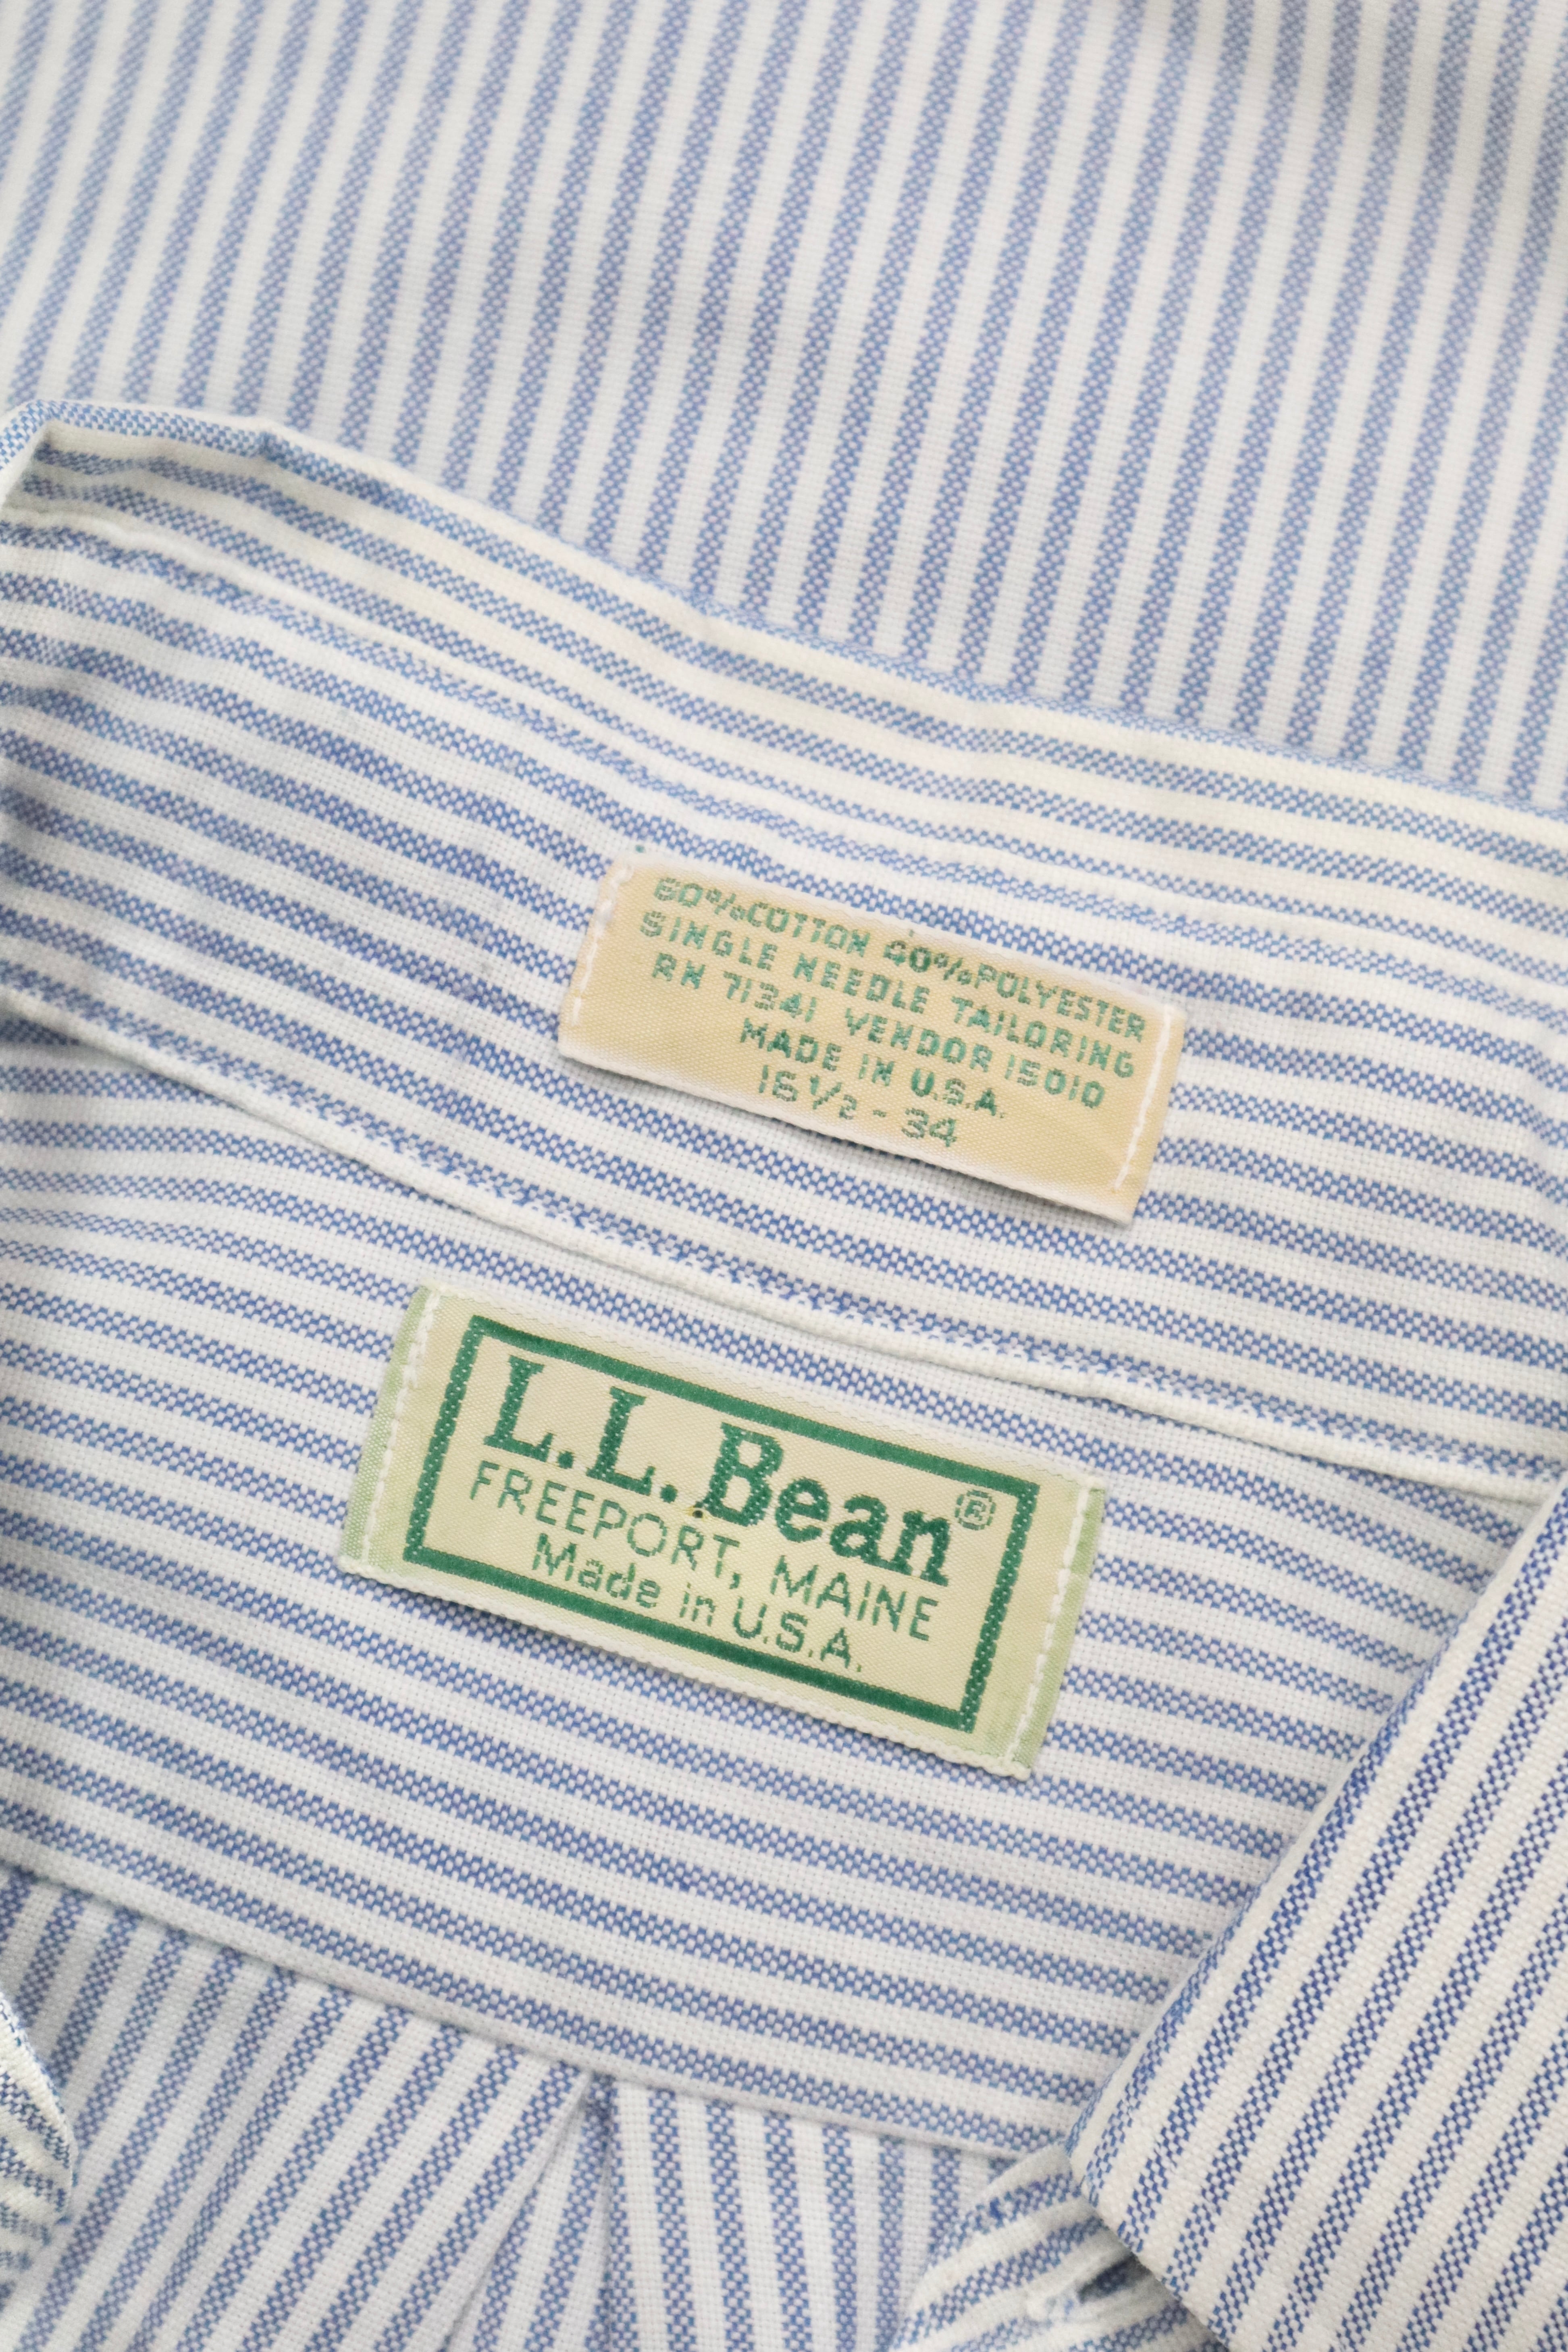 60%COTTON 40%POLYESTER
SINGLE NEEDLE TAILORING
RN 71341 VENDOR 15010
MADE IN U.S.A.
16 1/2 - 34
L.L.Bean®
FREEPORT, MAINE
Made in U.S.A.